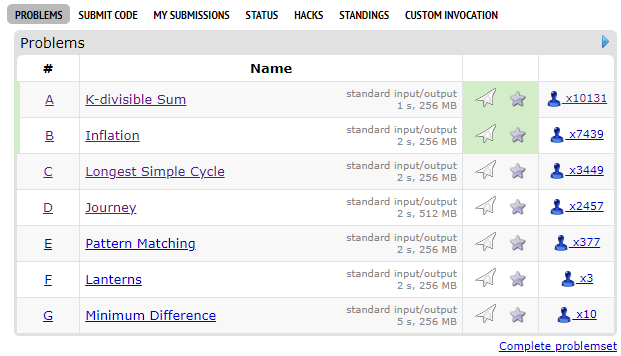 PROBLEMS SUBMIT CODE MY SUBMISSIONS STATUS HACKS STANDINGS CUSTOM INVOCATION
Problems
# Name
A K-divisible Sum standard input/output x10131
1 s, 256 MB
B Inflation standard input/output x7439
2 s, 256 MB
C Longest Simple Cycle standard input/output x3449
2 s, 256 MB
D Journey standard input/output x2457
2 s, 512 MB
E Pattern Matching standard input/output x377
2 s, 256 MB
F Lanterns standard input/output x3
2 s, 256 MB
G Minimum Difference standard input/output x10
5 s, 256 MB
Complete problemset